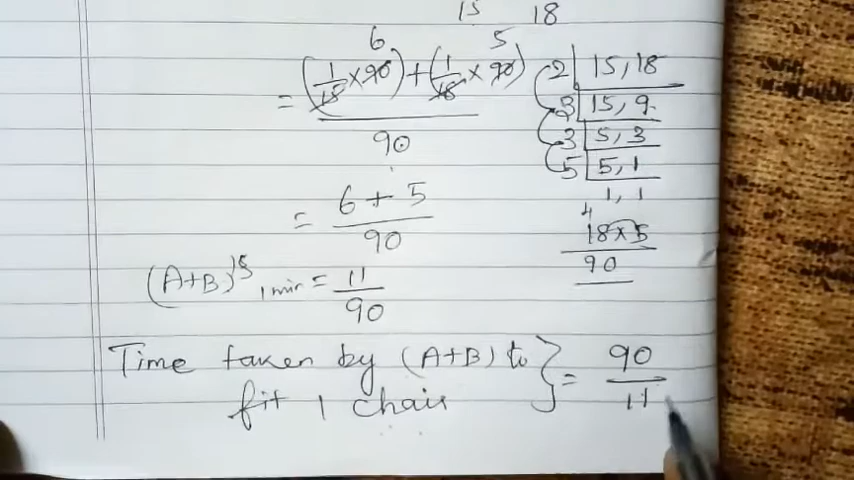 15 18
6 5
= (1/15 × 90) + (1/18 × 90)
90
= 6 + 5
90
(A+B)'s 1 min = 11
90
Time taken by (A+B) to } = 90
fit 1 chair 11
2 | 15, 18
3 | 15, 9
3 | 5, 3
5 | 5, 1
1, 1
4
18 × 5
90